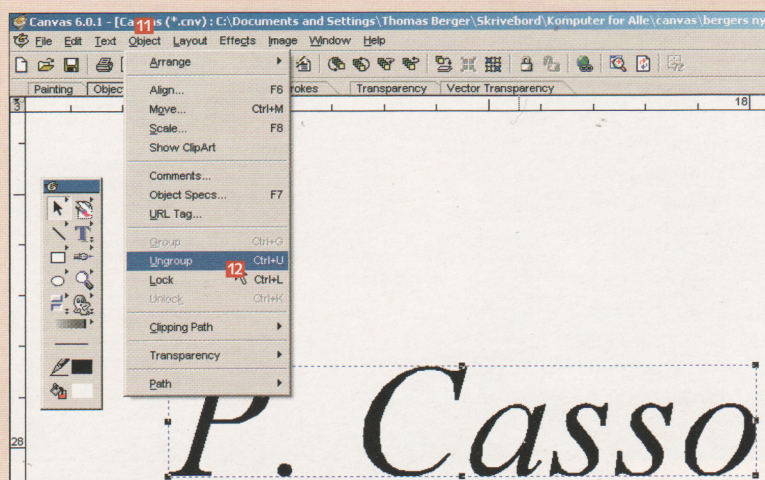 Canvas 6.0.1 - [Ca 11 s (*.cnv) : C:\Documents and Settings\Thomas Berger\Skrivebord\Komputer for Alle\canvas\bergers ny
File Edit Text Object Layout Effects Image Window Help
Painting Objec rokes Transparency Vector Transparency
3 18
Arrange
Align... F6
Move... Ctrl+M
Scale... F8
Show ClipArt
Comments...
Object Specs... F7
URL Tag...
Group Ctrl+G
Ungroup 12 Ctrl+U
Lock Ctrl+L
Unlock Ctrl+K
Clipping Path
Transparency
Path
28
P. Casso